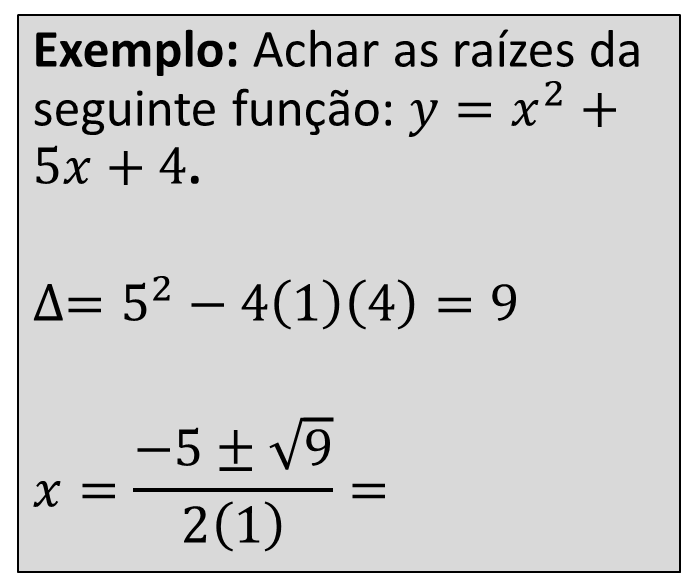 Exemplo: Achar as raízes da
seguinte função: y = x² +
5x + 4.
Δ= 5² − 4(1)(4) = 9
x = (−5 ± √9)/(2(1)) =